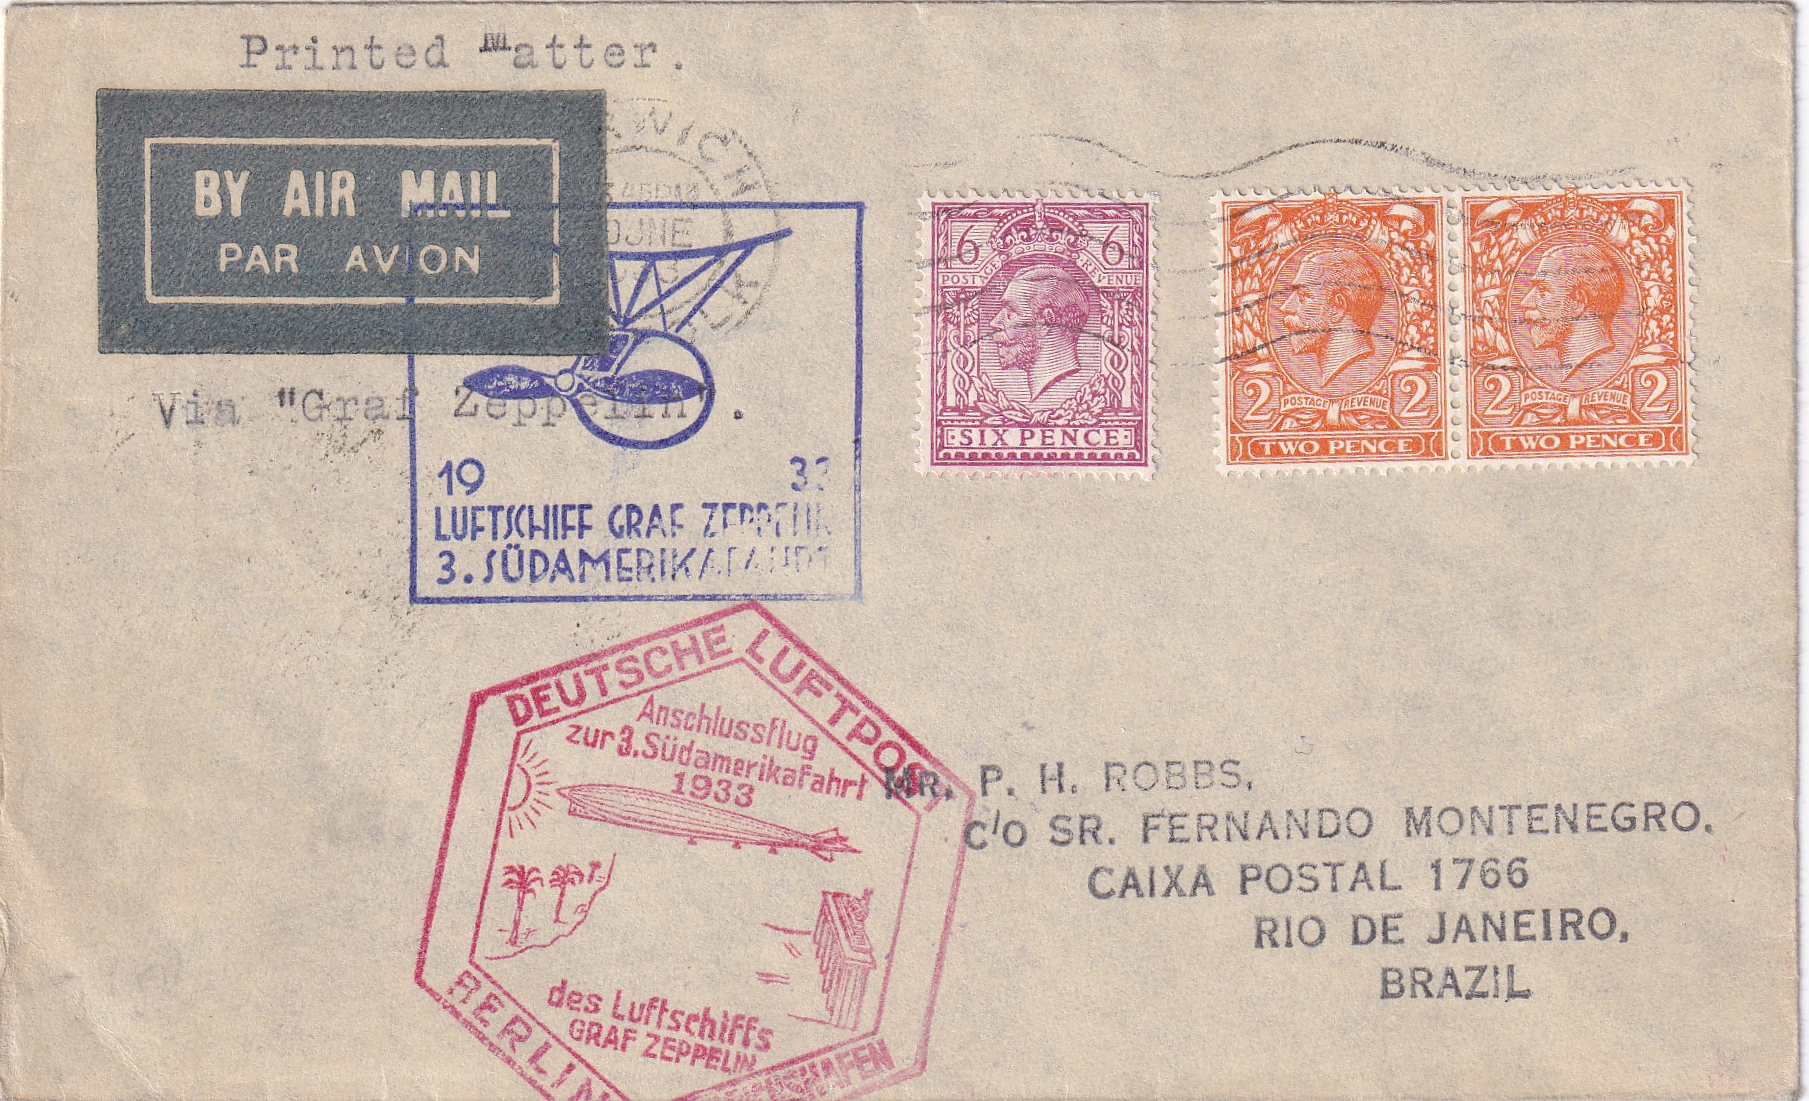 Printed Matter.
BY AIR MAIL
PAR AVION
3.45PM
JNE
Via "Graf Zeppelin".
6 6
POSTAGE REVENUE
SIX PENCE
2 2
POSTAGE REVENUE
TWO PENCE
2 2
POSTAGE REVENUE
TWO PENCE
19 33
LUFTSCHIFF GRAF ZEPPELIN
3. SÜDAMERIKAFAHRT
DEUTSCHE LUFTPOST
Anschlussflug
zur 3. Südamerikafahrt
1933
des Luftschiffs
GRAF ZEPPELIN
BERLIN
MR. P. H. ROBBS,
C/O SR. FERNANDO MONTENEGRO.
CAIXA POSTAL 1766
RIO DE JANEIRO,
BRAZIL